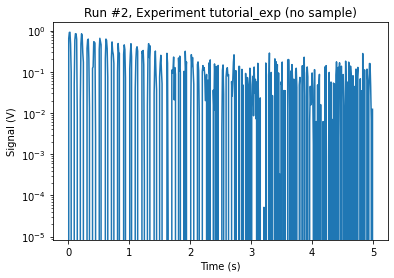 Run #2, Experiment tutorial_exp (no sample)
Signal (V)
10⁰
10⁻¹
10⁻²
10⁻³
10⁻⁴
10⁻⁵
0 1 2 3 4 5
Time (s)